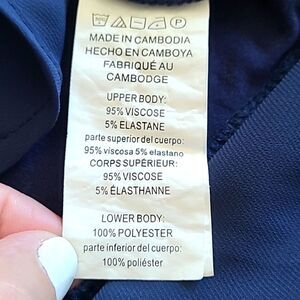 MADE IN CAMBODIA
HECHO EN CAMBOYA
FABRIQUÉ AU
CAMBODGE
UPPER BODY:
95% VISCOSE
5% ELASTANE
parte superior del cuerpo:
95% viscosa 5% elastano
CORPS SUPÉRIEUR:
95% VISCOSE
5% ÉLASTHANNE
LOWER BODY:
100% POLYESTER
parte inferior del cuerpo:
100% poliéster